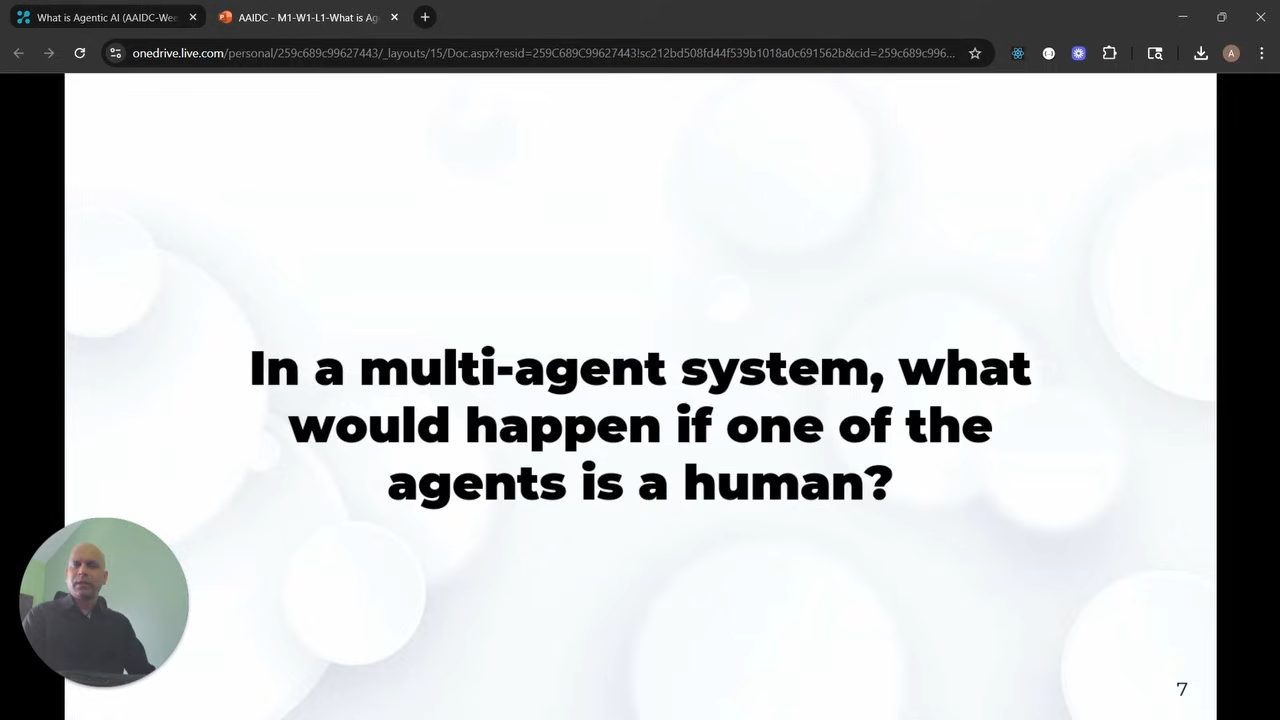 What is Agentic AI (AAIDC-Wee
AAIDC - M1-W1-L1-What is Ag
onedrive.live.com/personal/259c689c99627443/_layouts/15/Doc.aspx?resid=259C689C99627443!sc212bd508fd44f539b1018a0c691562b&cid=259c689c996...
A
In a multi-agent system, what
would happen if one of the
agents is a human?
7